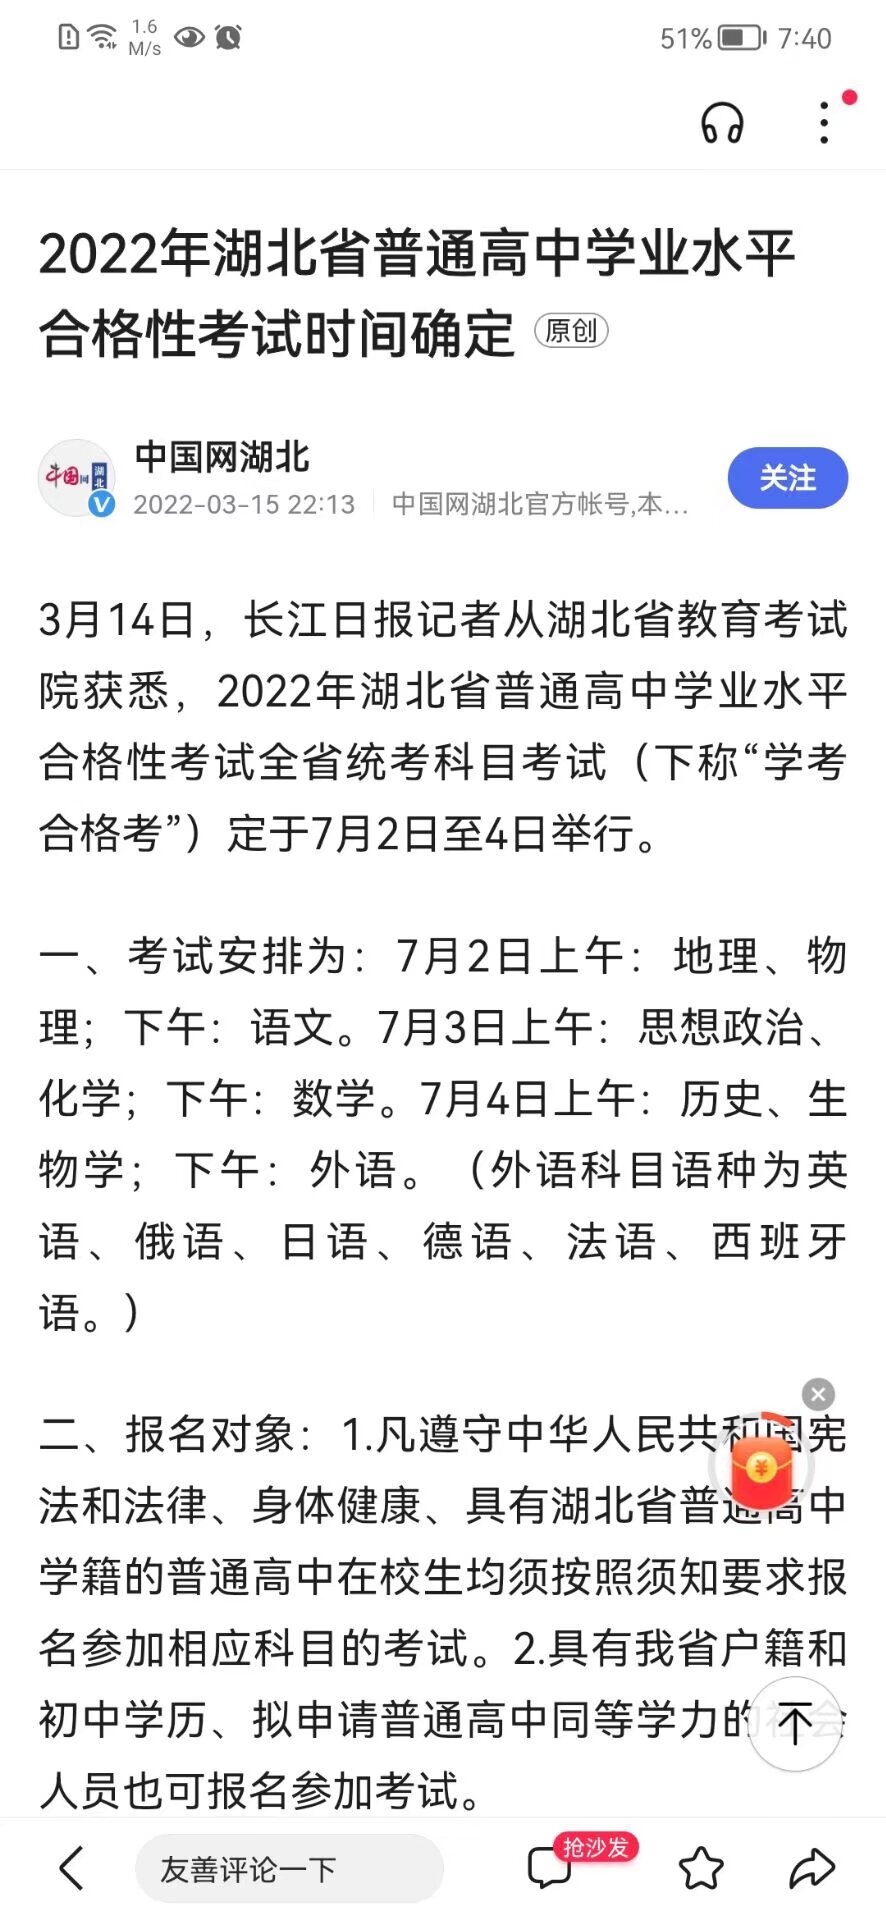 1.6
M/s
51%
7:40
2022年湖北省普通高中学业水平
合格性考试时间确定 原创
中国网湖北
中国网 湖北
2022-03-15 22:13 中国网湖北官方帐号,本...
关注
3月14日，长江日报记者从湖北省教育考试
院获悉，2022年湖北省普通高中学业水平
合格性考试全省统考科目考试（下称“学考
合格考”）定于7月2日至4日举行。
一、考试安排为：7月2日上午：地理、物
理；下午：语文。7月3日上午：思想政治、
化学；下午：数学。7月4日上午：历史、生
物学；下午：外语。（外语科目语种为英
语、俄语、日语、德语、法语、西班牙
语。）
二、报名对象：1.凡遵守中华人民共和国宪
法和法律、身体健康、具有湖北省普通高中
学籍的普通高中在校生均须按照须知要求报
名参加相应科目的考试。2.具有我省户籍和
初中学历、拟申请普通高中同等学力的社会
人员也可报名参加考试。
友善评论一下
抢沙发